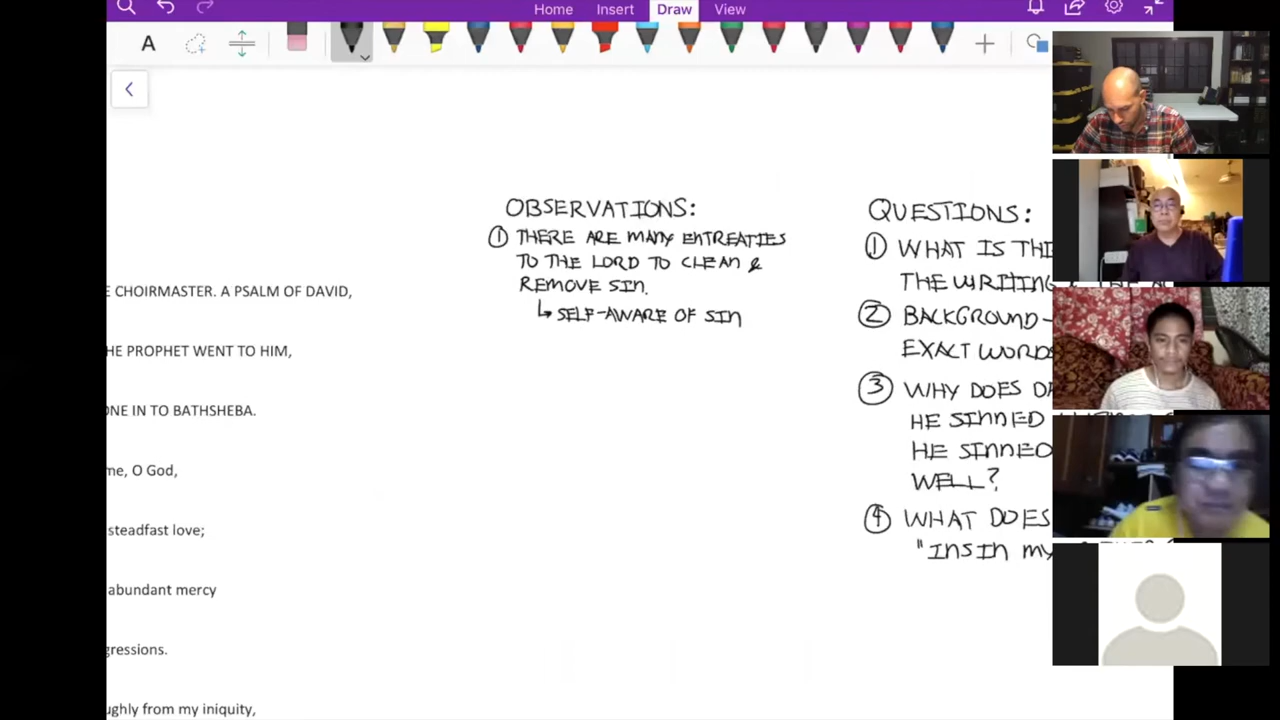 Home Insert Draw View
A
E CHOIRMASTER. A PSALM OF DAVID,
HE PROPHET WENT TO HIM,
ONE IN TO BATHSHEBA.
me, O God,
steadfast love;
abundant mercy
gressions.
ughly from my iniquity,
OBSERVATIONS:
① THERE ARE MANY ENTREATIES
TO THE LORD TO CLEAN &
REMOVE SIN.
↳ SELF-AWARE OF SIN
QUESTIONS:
① WHAT IS THI
THE WRITING
② BACKGROUND-
EXACT WORDS
③ WHY DOES DA
HE SINNED
HE SINNED
WELL?
④ WHAT DOES
"IN SIN MY